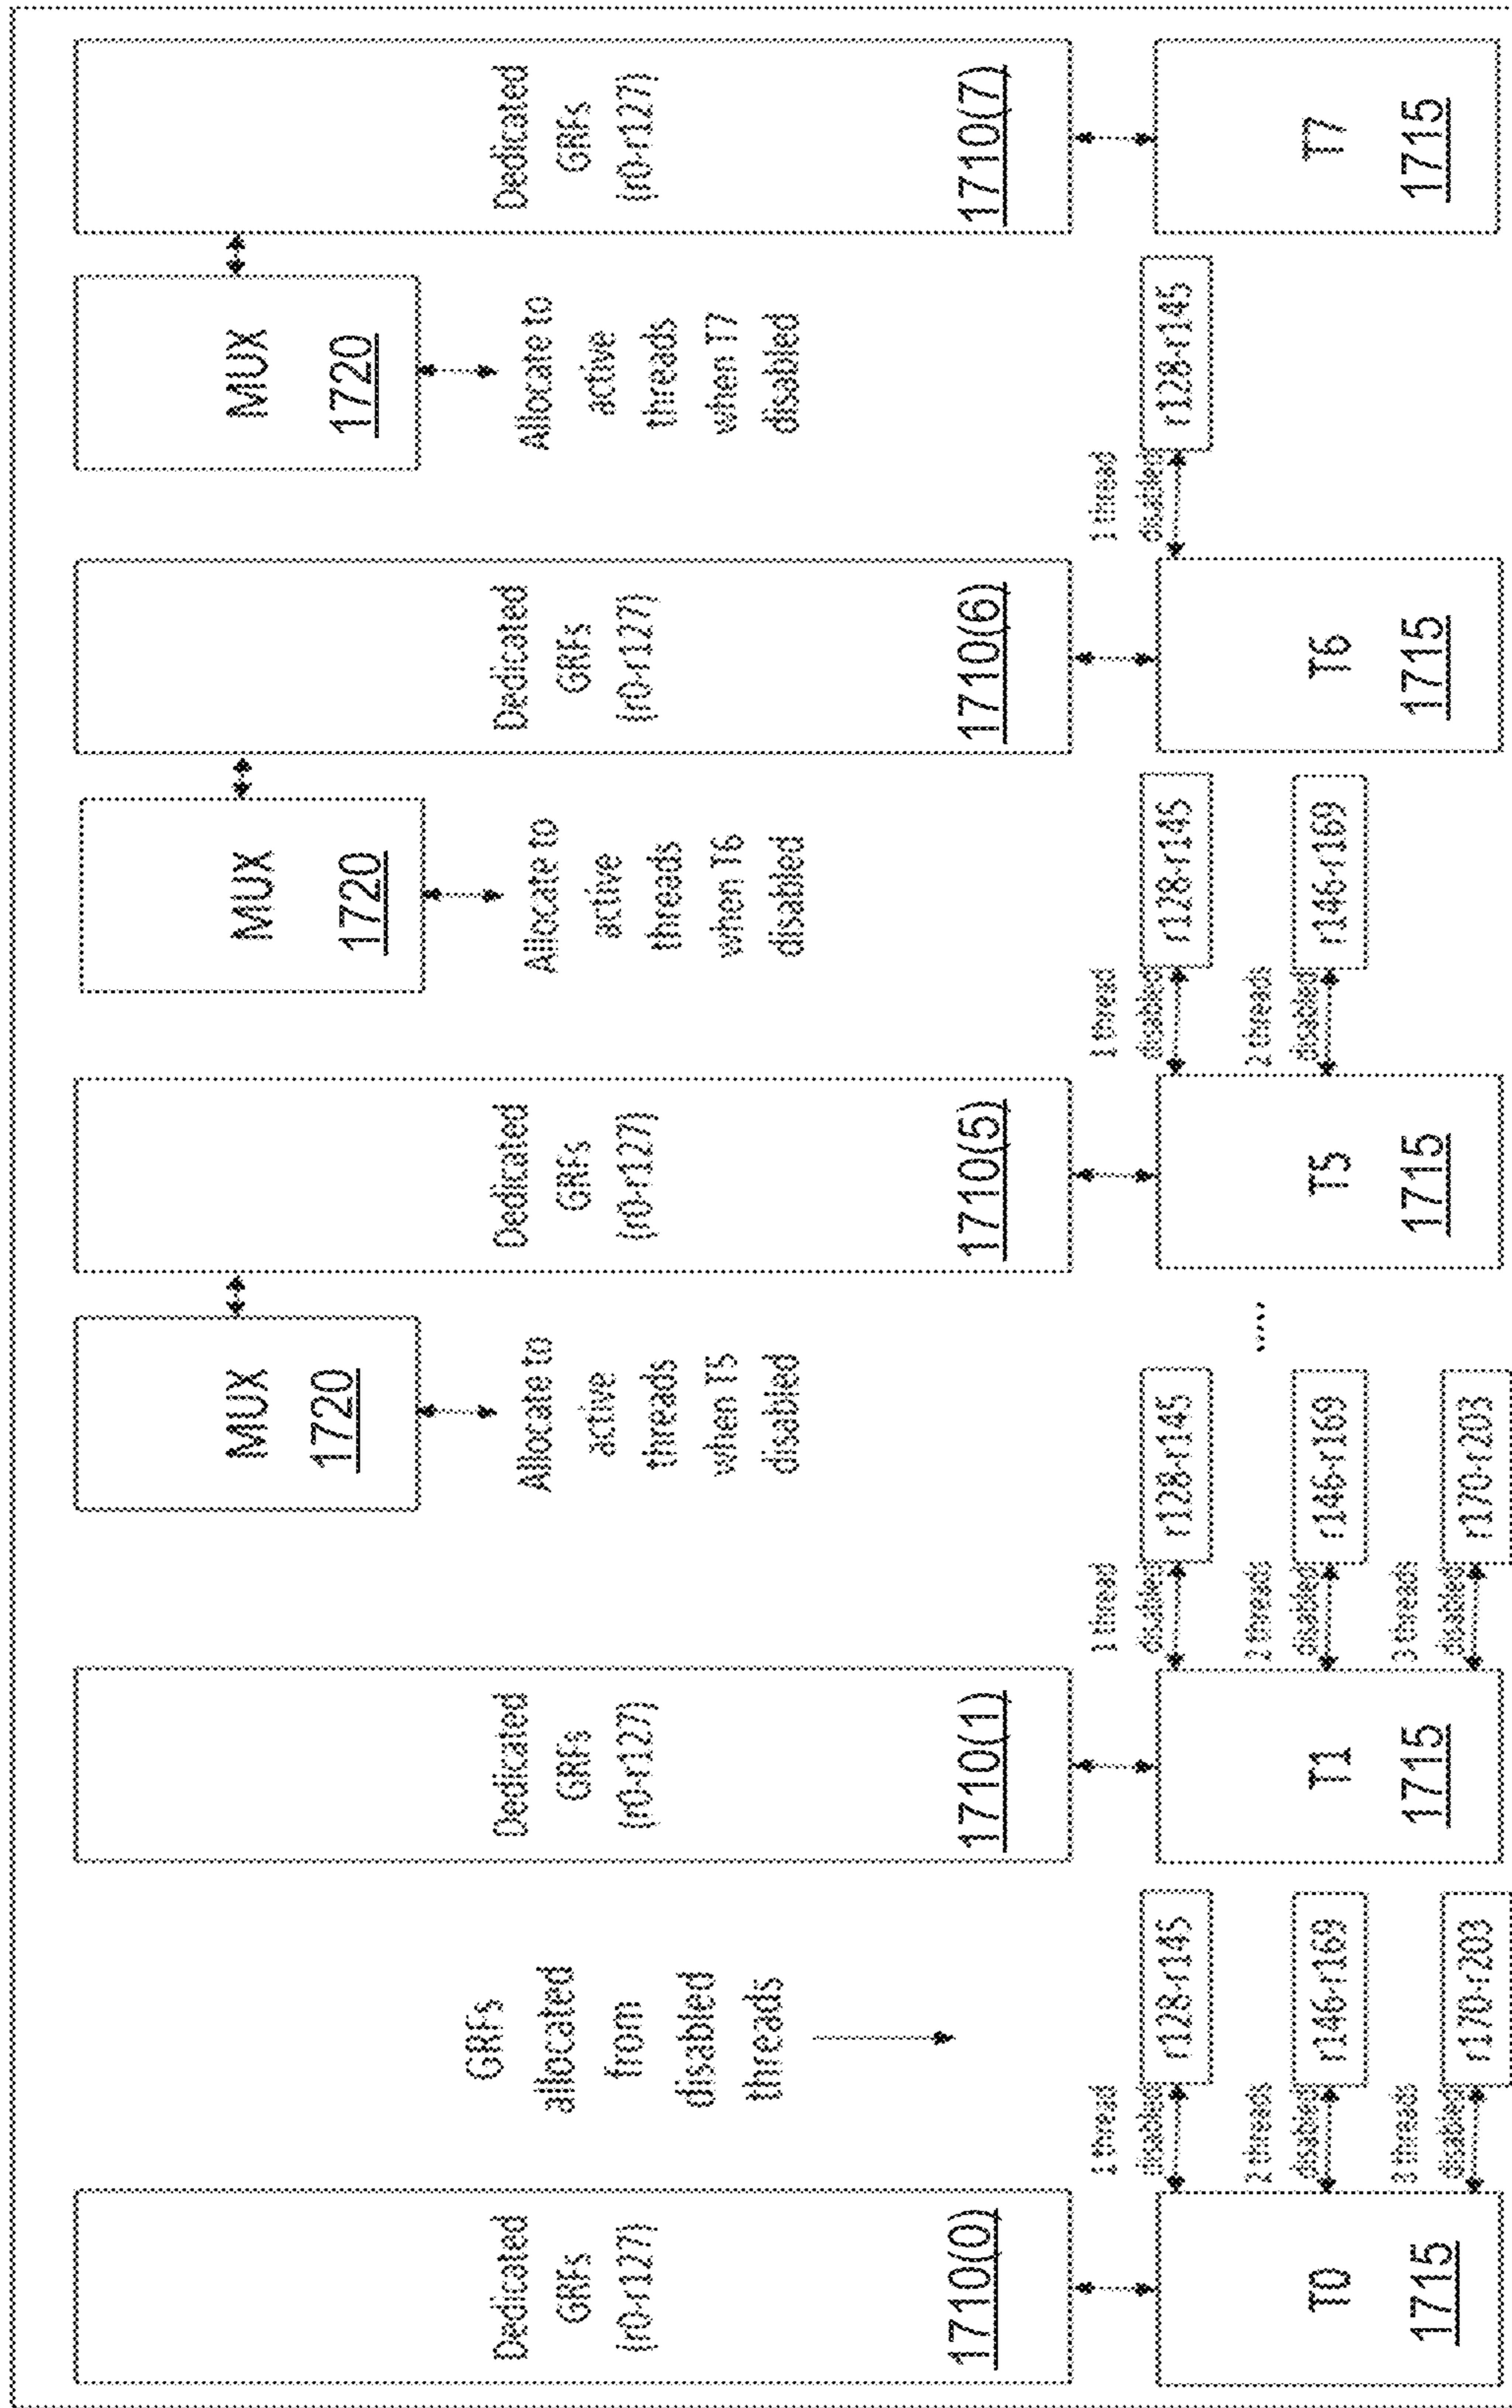 Dedicated
GRFs
(r0-r127)
1710(0)
T0
1715
1 thread
disabled
r128-r145
2 threads
disabled
r146-r169
3 threads
disabled
r170-r203
GRFs
allocated
from
disabled
threads
Dedicated
GRFs
(r0-r127)
1710(1)
T1
1715
1 thread
disabled
r128-r145
2 threads
disabled
r146-r169
3 threads
disabled
r170-r203
MUX
1720
Allocate to
active
threads
when T5
disabled
.....
Dedicated
GRFs
(r0-r127)
1710(5)
T5
1715
1 thread
disabled
r128-r145
2 threads
disabled
r146-r169
MUX
1720
Allocate to
active
threads
when T6
disabled
Dedicated
GRFs
(r0-r127)
1710(6)
T6
1715
1 thread
disabled
r128-r145
MUX
1720
Allocate to
active
threads
when T7
disabled
Dedicated
GRFs
(r0-r127)
1710(7)
T7
1715